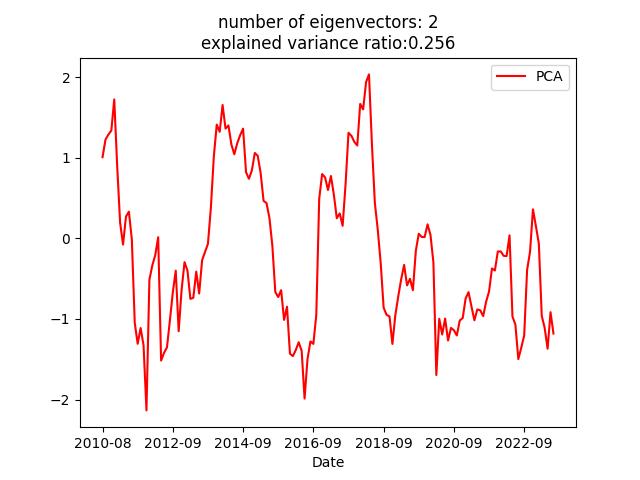 number of eigenvectors: 2
explained variance ratio:0.256
PCA
2
1
0
−1
−2
2010-08 2012-09 2014-09 2016-09 2018-09 2020-09 2022-09
Date